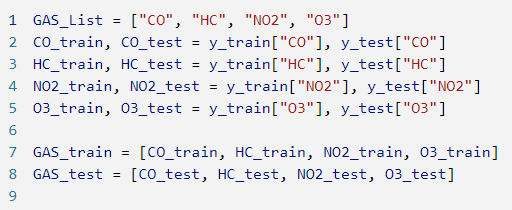 1 GAS_List = ["CO", "HC", "NO2", "O3"]
2 CO_train, CO_test = y_train["CO"], y_test["CO"]
3 HC_train, HC_test = y_train["HC"], y_test["HC"]
4 NO2_train, NO2_test = y_train["NO2"], y_test["NO2"]
5 O3_train, O3_test = y_train["O3"], y_test["O3"]
6
7 GAS_train = [CO_train, HC_train, NO2_train, O3_train]
8 GAS_test = [CO_test, HC_test, NO2_test, O3_test]
9